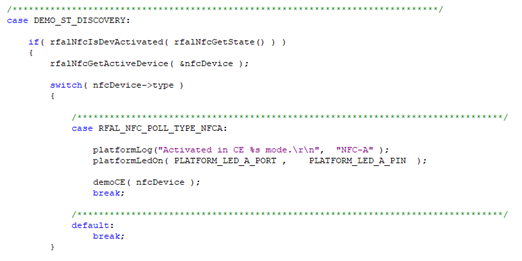 /*******************************************************************************/
case DEMO_ST_DISCOVERY:
if( rfalNfcIsDevActivated( rfalNfcGetState() ) )
{
rfalNfcGetActiveDevice( &nfcDevice );
switch( nfcDevice->type )
{
/*******************************************************************************/
case RFAL_NFC_POLL_TYPE_NFCA:
platformLog("Activated in CE %s mode.\r\n", "NFC-A" );
platformLedOn( PLATFORM_LED_A_PORT , PLATFORM_LED_A_PIN );
demoCE( nfcDevice );
break;
/*******************************************************************************/
default:
break;
}